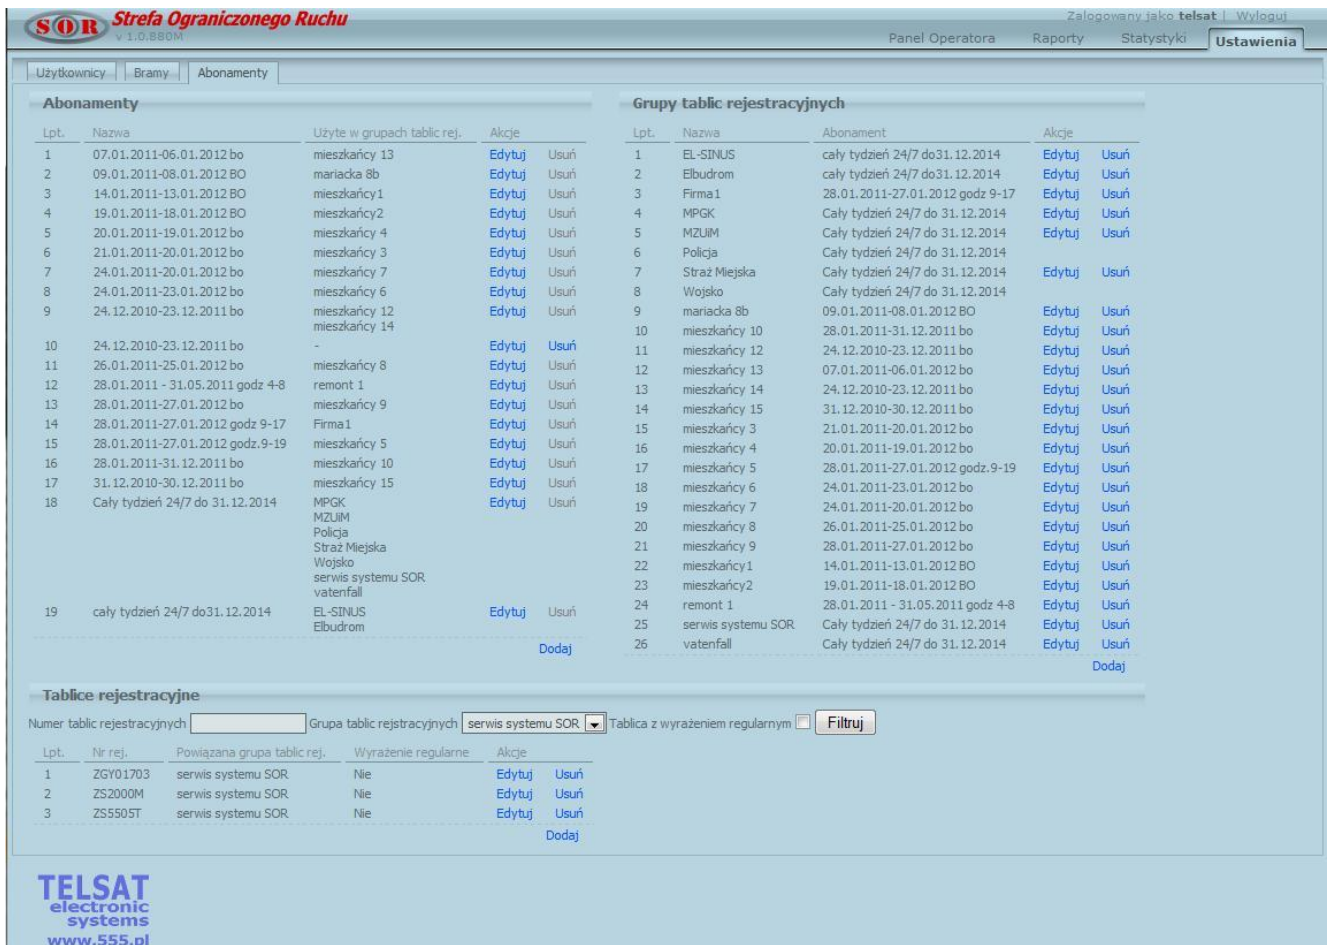 SOR Strefa Ograniczonego Ruchu
v 1.0.880M
Zalogowany jako telsat | Wyloguj
Panel Operatora Raporty Statystyki Ustawienia
Użytkownicy Bramy Abonamenty
Abonamenty
Lpt. Nazwa Użyte w grupach tablic rej. Akcje
1 07.01.2011-06.01.2012 bo mieszkańcy 13 Edytuj Usuń
2 09.01.2011-08.01.2012 BO mariacka 8b Edytuj Usuń
3 14.01.2011-13.01.2012 BO mieszkańcy1 Edytuj Usuń
4 19.01.2011-18.01.2012 BO mieszkańcy2 Edytuj Usuń
5 20.01.2011-19.01.2012 bo mieszkańcy 4 Edytuj Usuń
6 21.01.2011-20.01.2012 bo mieszkańcy 3 Edytuj Usuń
7 24.01.2011-20.01.2012 bo mieszkańcy 7 Edytuj Usuń
8 24.01.2011-23.01.2012 bo mieszkańcy 6 Edytuj Usuń
9 24.12.2010-23.12.2011 bo mieszkańcy 12 Edytuj Usuń
mieszkańcy 14
10 24.12.2010-23.12.2011 bo - Edytuj Usuń
11 26.01.2011-25.01.2012 bo mieszkańcy 8 Edytuj Usuń
12 28.01.2011 - 31.05.2011 godz 4-8 remont 1 Edytuj Usuń
13 28.01.2011-27.01.2012 bo mieszkańcy 9 Edytuj Usuń
14 28.01.2011-27.01.2012 godz 9-17 Firma1 Edytuj Usuń
15 28.01.2011-27.01.2012 godz.9-19 mieszkańcy 5 Edytuj Usuń
16 28.01.2011-31.12.2011 bo mieszkańcy 10 Edytuj Usuń
17 31.12.2010-30.12.2011 bo mieszkańcy 15 Edytuj Usuń
18 Cały tydzień 24/7 do 31.12.2014 MPGK Edytuj Usuń
MZUiM
Policja
Straż Miejska
Wojsko
serwis systemu SOR
vatenfall
19 cały tydzień 24/7 do31.12.2014 EL-SINUS Edytuj Usuń
Elbudrom
Dodaj
Grupy tablic rejestracyjnych
Lpt. Nazwa Abonament Akcje
1 EL-SINUS cały tydzień 24/7 do31.12.2014 Edytuj Usuń
2 Elbudrom cały tydzień 24/7 do31.12.2014 Edytuj Usuń
3 Firma1 28.01.2011-27.01.2012 godz 9-17 Edytuj Usuń
4 MPGK Cały tydzień 24/7 do 31.12.2014 Edytuj Usuń
5 MZUiM Cały tydzień 24/7 do 31.12.2014 Edytuj Usuń
6 Policja Cały tydzień 24/7 do 31.12.2014
7 Straż Miejska Cały tydzień 24/7 do 31.12.2014 Edytuj Usuń
8 Wojsko Cały tydzień 24/7 do 31.12.2014
9 mariacka 8b 09.01.2011-08.01.2012 BO Edytuj Usuń
10 mieszkańcy 10 28.01.2011-31.12.2011 bo Edytuj Usuń
11 mieszkańcy 12 24.12.2010-23.12.2011 bo Edytuj Usuń
12 mieszkańcy 13 07.01.2011-06.01.2012 bo Edytuj Usuń
13 mieszkańcy 14 24.12.2010-23.12.2011 bo Edytuj Usuń
14 mieszkańcy 15 31.12.2010-30.12.2011 bo Edytuj Usuń
15 mieszkańcy 3 21.01.2011-20.01.2012 bo Edytuj Usuń
16 mieszkańcy 4 20.01.2011-19.01.2012 bo Edytuj Usuń
17 mieszkańcy 5 28.01.2011-27.01.2012 godz.9-19 Edytuj Usuń
18 mieszkańcy 6 24.01.2011-23.01.2012 bo Edytuj Usuń
19 mieszkańcy 7 24.01.2011-20.01.2012 bo Edytuj Usuń
20 mieszkańcy 8 26.01.2011-25.01.2012 bo Edytuj Usuń
21 mieszkańcy 9 28.01.2011-27.01.2012 bo Edytuj Usuń
22 mieszkańcy1 14.01.2011-13.01.2012 BO Edytuj Usuń
23 mieszkańcy2 19.01.2011-18.01.2012 BO Edytuj Usuń
24 remont 1 28.01.2011 - 31.05.2011 godz 4-8 Edytuj Usuń
25 serwis systemu SOR Cały tydzień 24/7 do 31.12.2014 Edytuj Usuń
26 vatenfall Cały tydzień 24/7 do 31.12.2014 Edytuj Usuń
Dodaj
Tablice rejestracyjne
Numer tablic rejestracyjnych Grupa tablic rejstracyjnych serwis systemu SOR Tablica z wyrażeniem regularnym Filtruj
Lpt. Nr rej. Powiązana grupa tablic rej. Wyrażenie regularne Akcje
1 ZGY01703 serwis systemu SOR Nie Edytuj Usuń
2 ZS2000M serwis systemu SOR Nie Edytuj Usuń
3 ZS5505T serwis systemu SOR Nie Edytuj Usuń
Dodaj
TELSAT
electronic
systems
www.555.pl